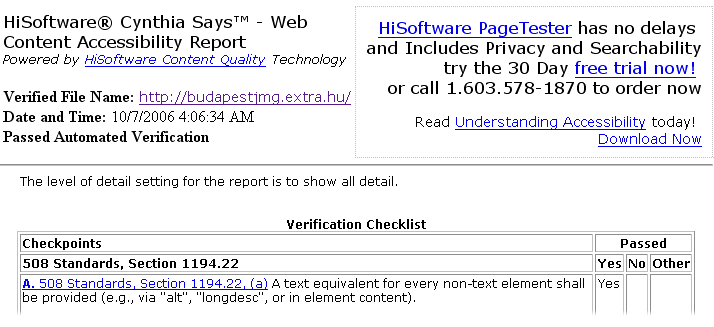 HiSoftware® Cynthia Says™ - Web
Content Accessibility Report
Powered by HiSoftware Content Quality Technology
Verified File Name: http://budapestjmg.extra.hu/
Date and Time: 10/7/2006 4:06:34 AM
Passed Automated Verification
HiSoftware PageTester has no delays
and Includes Privacy and Searchability
try the 30 Day free trial now!
or call 1.603.578-1870 to order now
Read Understanding Accessibility today!
Download Now
The level of detail setting for the report is to show all detail.
Verification Checklist
Checkpoints Passed
508 Standards, Section 1194.22 Yes No Other
A. 508 Standards, Section 1194.22, (a) A text equivalent for every non-text element shall Yes
be provided (e.g., via "alt", "longdesc", or in element content).